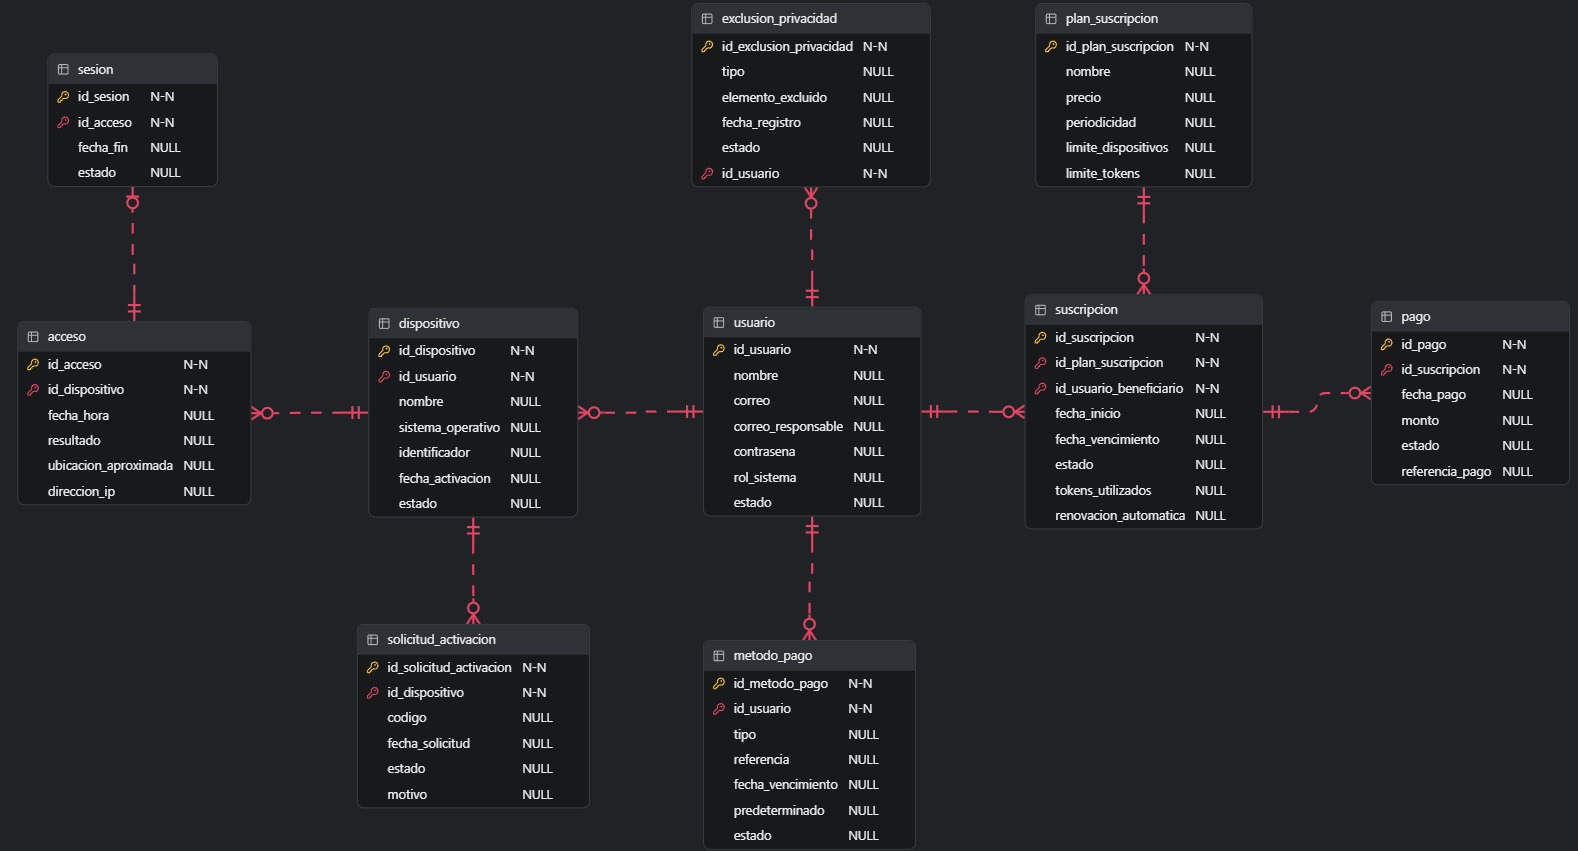 sesion
id_sesion N-N
id_acceso N-N
fecha_fin NULL
estado NULL
exclusion_privacidad
id_exclusion_privacidad N-N
tipo NULL
elemento_excluido NULL
fecha_registro NULL
estado NULL
id_usuario N-N
plan_suscripcion
id_plan_suscripcion N-N
nombre NULL
precio NULL
periodicidad NULL
limite_dispositivos NULL
limite_tokens NULL
acceso
id_acceso N-N
id_dispositivo N-N
fecha_hora NULL
resultado NULL
ubicacion_aproximada NULL
direccion_ip NULL
dispositivo
id_dispositivo N-N
id_usuario N-N
nombre NULL
sistema_operativo NULL
identificador NULL
fecha_activacion NULL
estado NULL
usuario
id_usuario N-N
nombre NULL
correo NULL
correo_responsable NULL
contrasena NULL
rol_sistema NULL
estado NULL
suscripcion
id_suscripcion N-N
id_plan_suscripcion N-N
id_usuario_beneficiario N-N
fecha_inicio NULL
fecha_vencimiento NULL
estado NULL
tokens_utilizados NULL
renovacion_automatica NULL
pago
id_pago N-N
id_suscripcion N-N
fecha_pago NULL
monto NULL
estado NULL
referencia_pago NULL
solicitud_activacion
id_solicitud_activacion N-N
id_dispositivo N-N
codigo NULL
fecha_solicitud NULL
estado NULL
motivo NULL
metodo_pago
id_metodo_pago N-N
id_usuario N-N
tipo NULL
referencia NULL
fecha_vencimiento NULL
predeterminado NULL
estado NULL